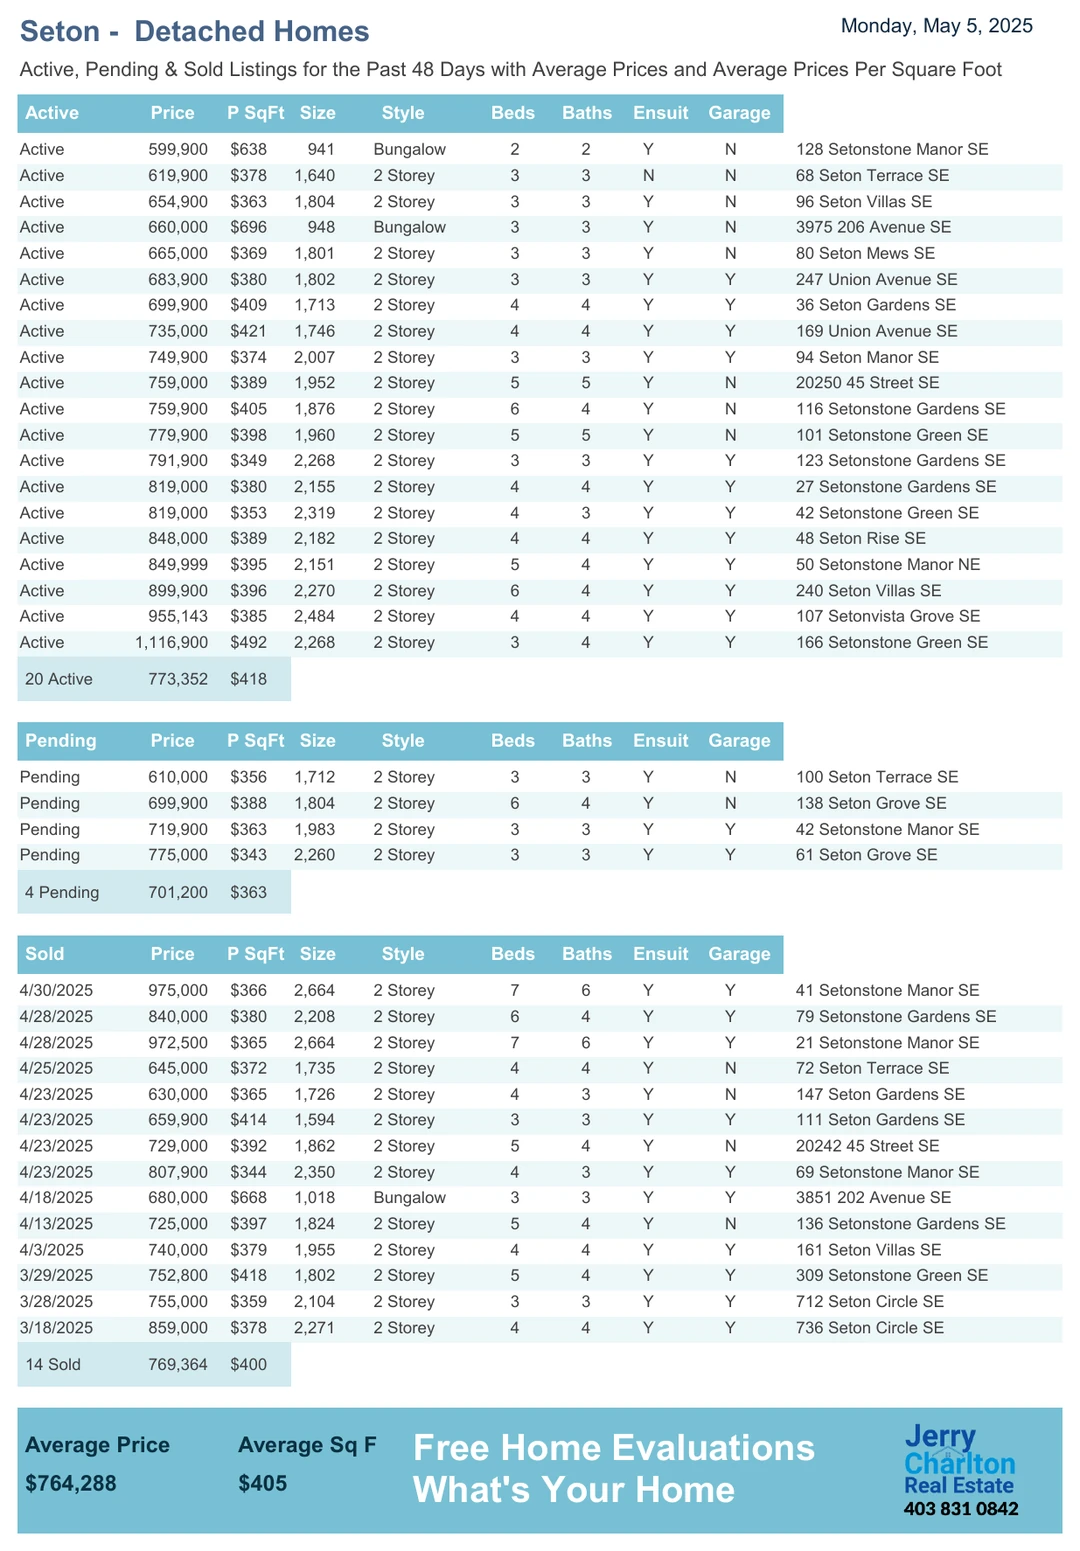 Seton -  Detached Homes
Monday, May 5, 2025
Active, Pending & Sold Listings for the Past 48 Days with Average Prices and Average Prices Per Square Foot
Active Price P SqFt Size Style Beds Baths Ensuit Garage
Active 599,900 $638 941 Bungalow 2 2 Y N 128 Setonstone Manor SE
Active 619,900 $378 1,640 2 Storey 3 3 N N 68 Seton Terrace SE
Active 654,900 $363 1,804 2 Storey 3 3 Y N 96 Seton Villas SE
Active 660,000 $696 948 Bungalow 3 3 Y N 3975 206 Avenue SE
Active 665,000 $369 1,801 2 Storey 3 3 Y N 80 Seton Mews SE
Active 683,900 $380 1,802 2 Storey 3 3 Y Y 247 Union Avenue SE
Active 699,900 $409 1,713 2 Storey 4 4 Y Y 36 Seton Gardens SE
Active 735,000 $421 1,746 2 Storey 4 4 Y Y 169 Union Avenue SE
Active 749,900 $374 2,007 2 Storey 3 3 Y Y 94 Seton Manor SE
Active 759,000 $389 1,952 2 Storey 5 5 Y N 20250 45 Street SE
Active 759,900 $405 1,876 2 Storey 6 4 Y N 116 Setonstone Gardens SE
Active 779,900 $398 1,960 2 Storey 5 5 Y N 101 Setonstone Green SE
Active 791,900 $349 2,268 2 Storey 3 3 Y Y 123 Setonstone Gardens SE
Active 819,000 $380 2,155 2 Storey 4 4 Y Y 27 Setonstone Gardens SE
Active 819,000 $353 2,319 2 Storey 4 3 Y Y 42 Setonstone Green SE
Active 848,000 $389 2,182 2 Storey 4 4 Y Y 48 Seton Rise SE
Active 849,999 $395 2,151 2 Storey 5 4 Y Y 50 Setonstone Manor NE
Active 899,900 $396 2,270 2 Storey 6 4 Y Y 240 Seton Villas SE
Active 955,143 $385 2,484 2 Storey 4 4 Y Y 107 Setonvista Grove SE
Active 1,116,900 $492 2,268 2 Storey 3 4 Y Y 166 Setonstone Green SE
20 Active 773,352 $418
Pending Price P SqFt Size Style Beds Baths Ensuit Garage
Pending 610,000 $356 1,712 2 Storey 3 3 Y N 100 Seton Terrace SE
Pending 699,900 $388 1,804 2 Storey 6 4 Y N 138 Seton Grove SE
Pending 719,900 $363 1,983 2 Storey 3 3 Y Y 42 Setonstone Manor SE
Pending 775,000 $343 2,260 2 Storey 3 3 Y Y 61 Seton Grove SE
4 Pending 701,200 $363
Sold Price P SqFt Size Style Beds Baths Ensuit Garage
4/30/2025 975,000 $366 2,664 2 Storey 7 6 Y Y 41 Setonstone Manor SE
4/28/2025 840,000 $380 2,208 2 Storey 6 4 Y Y 79 Setonstone Gardens SE
4/28/2025 972,500 $365 2,664 2 Storey 7 6 Y Y 21 Setonstone Manor SE
4/25/2025 645,000 $372 1,735 2 Storey 4 4 Y N 72 Seton Terrace SE
4/23/2025 630,000 $365 1,726 2 Storey 4 3 Y N 147 Seton Gardens SE
4/23/2025 659,900 $414 1,594 2 Storey 3 3 Y Y 111 Seton Gardens SE
4/23/2025 729,000 $392 1,862 2 Storey 5 4 Y N 20242 45 Street SE
4/23/2025 807,900 $344 2,350 2 Storey 4 3 Y Y 69 Setonstone Manor SE
4/18/2025 680,000 $668 1,018 Bungalow 3 3 Y Y 3851 202 Avenue SE
4/13/2025 725,000 $397 1,824 2 Storey 5 4 Y N 136 Setonstone Gardens SE
4/3/2025 740,000 $379 1,955 2 Storey 4 4 Y Y 161 Seton Villas SE
3/29/2025 752,800 $418 1,802 2 Storey 5 4 Y Y 309 Setonstone Green SE
3/28/2025 755,000 $359 2,104 2 Storey 3 3 Y Y 712 Seton Circle SE
3/18/2025 859,000 $378 2,271 2 Storey 4 4 Y Y 736 Seton Circle SE
14 Sold 769,364 $400
Average Price Average Sq F
$764,288 $405
Free Home Evaluations
What's Your Home
Jerry
Charlton
Real Estate
403 831 0842